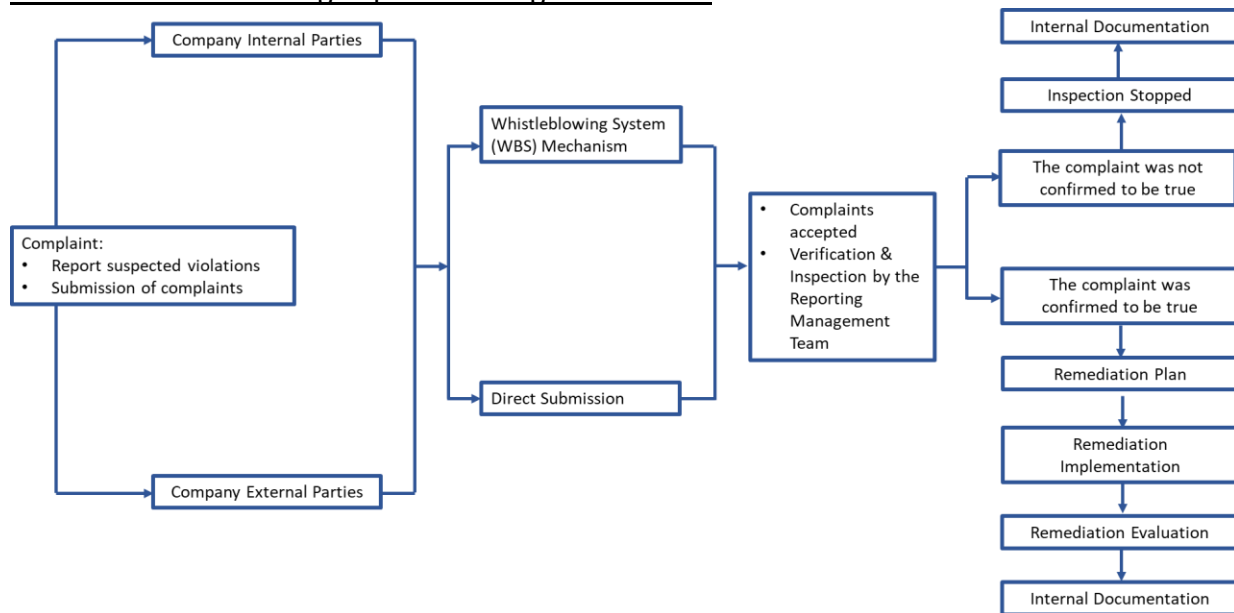 Company Internal Parties
Internal Documentation
Inspection Stopped
Whistleblowing System
(WBS) Mechanism
The complaint was not
confirmed to be true
Complaint:
• Report suspected violations
• Submission of complaints
• Complaints
accepted
• Verification &
Inspection by the
Reporting
Management
Team
The complaint was
confirmed to be true
Direct Submission
Remediation Plan
Remediation
Implementation
Company External Parties
Remediation Evaluation
Internal Documentation